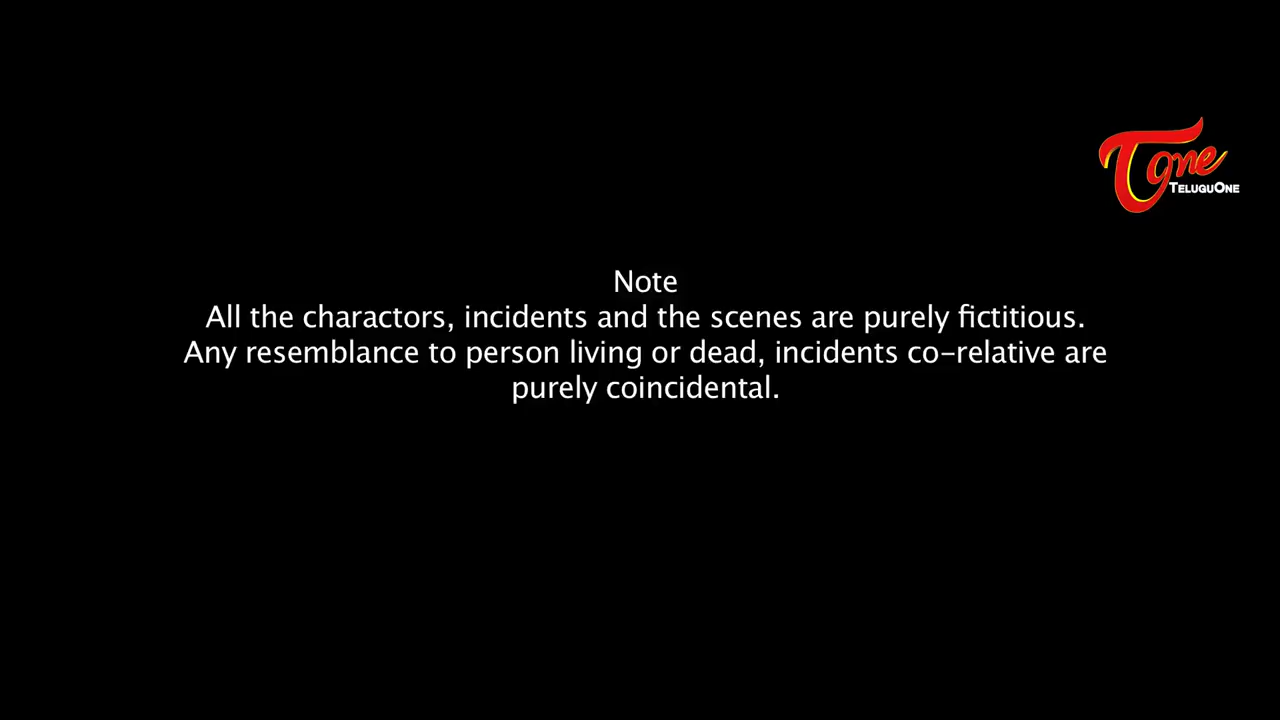 Tone
TELUGUONE
Note
All the charactors, incidents and the scenes are purely fictitious.
Any resemblance to person living or dead, incidents co-relative are
purely coincidental.